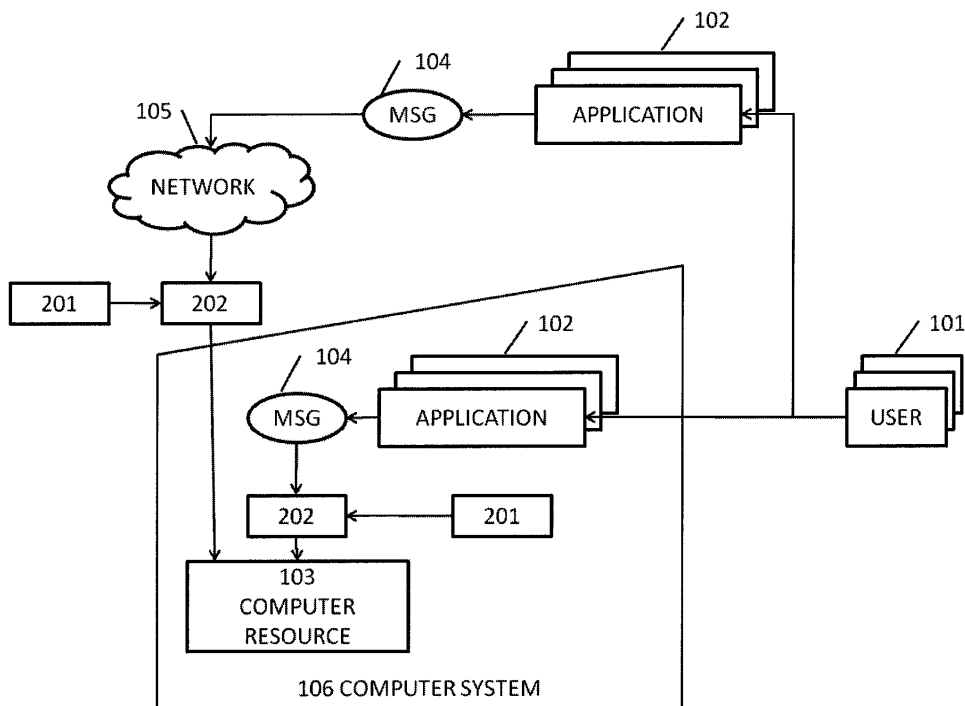 102
104
105
MSG
APPLICATION
NETWORK
201
202
102
101
104
MSG
APPLICATION
USER
202
201
103
COMPUTER
RESOURCE
106 COMPUTER SYSTEM